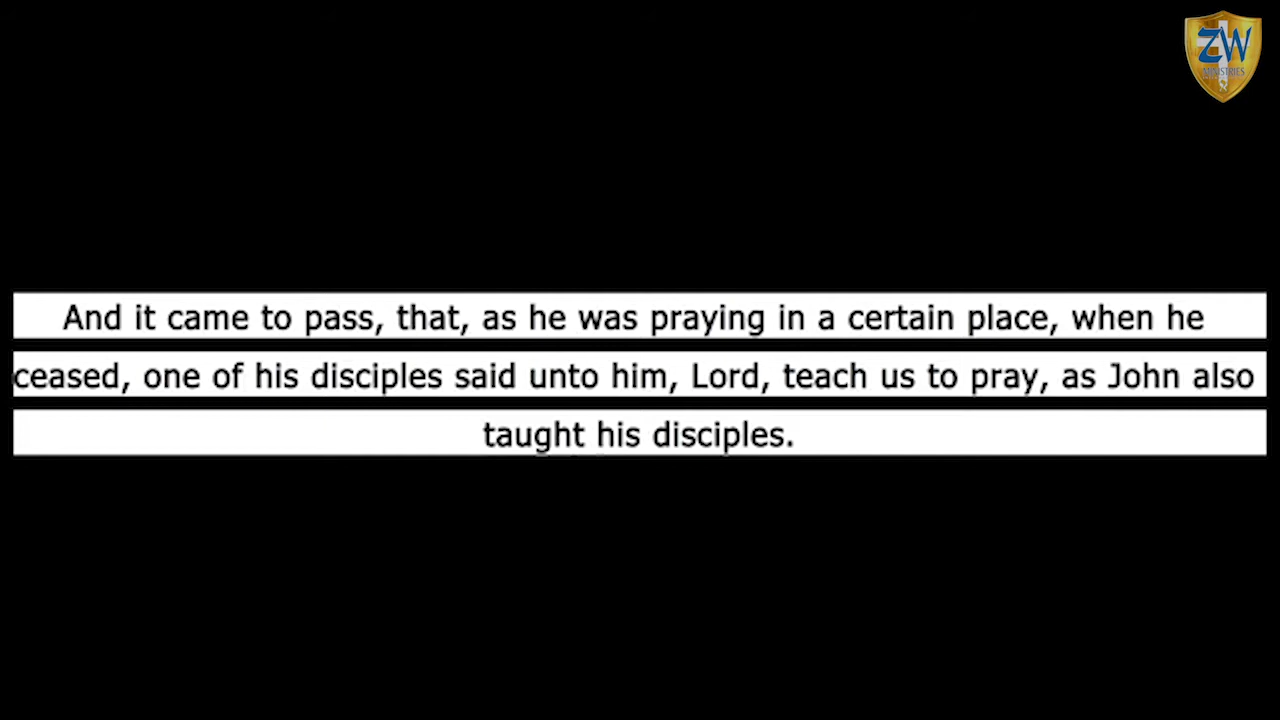 ZW
MINISTRIES
And it came to pass, that, as he was praying in a certain place, when he
ceased, one of his disciples said unto him, Lord, teach us to pray, as John also
taught his disciples.